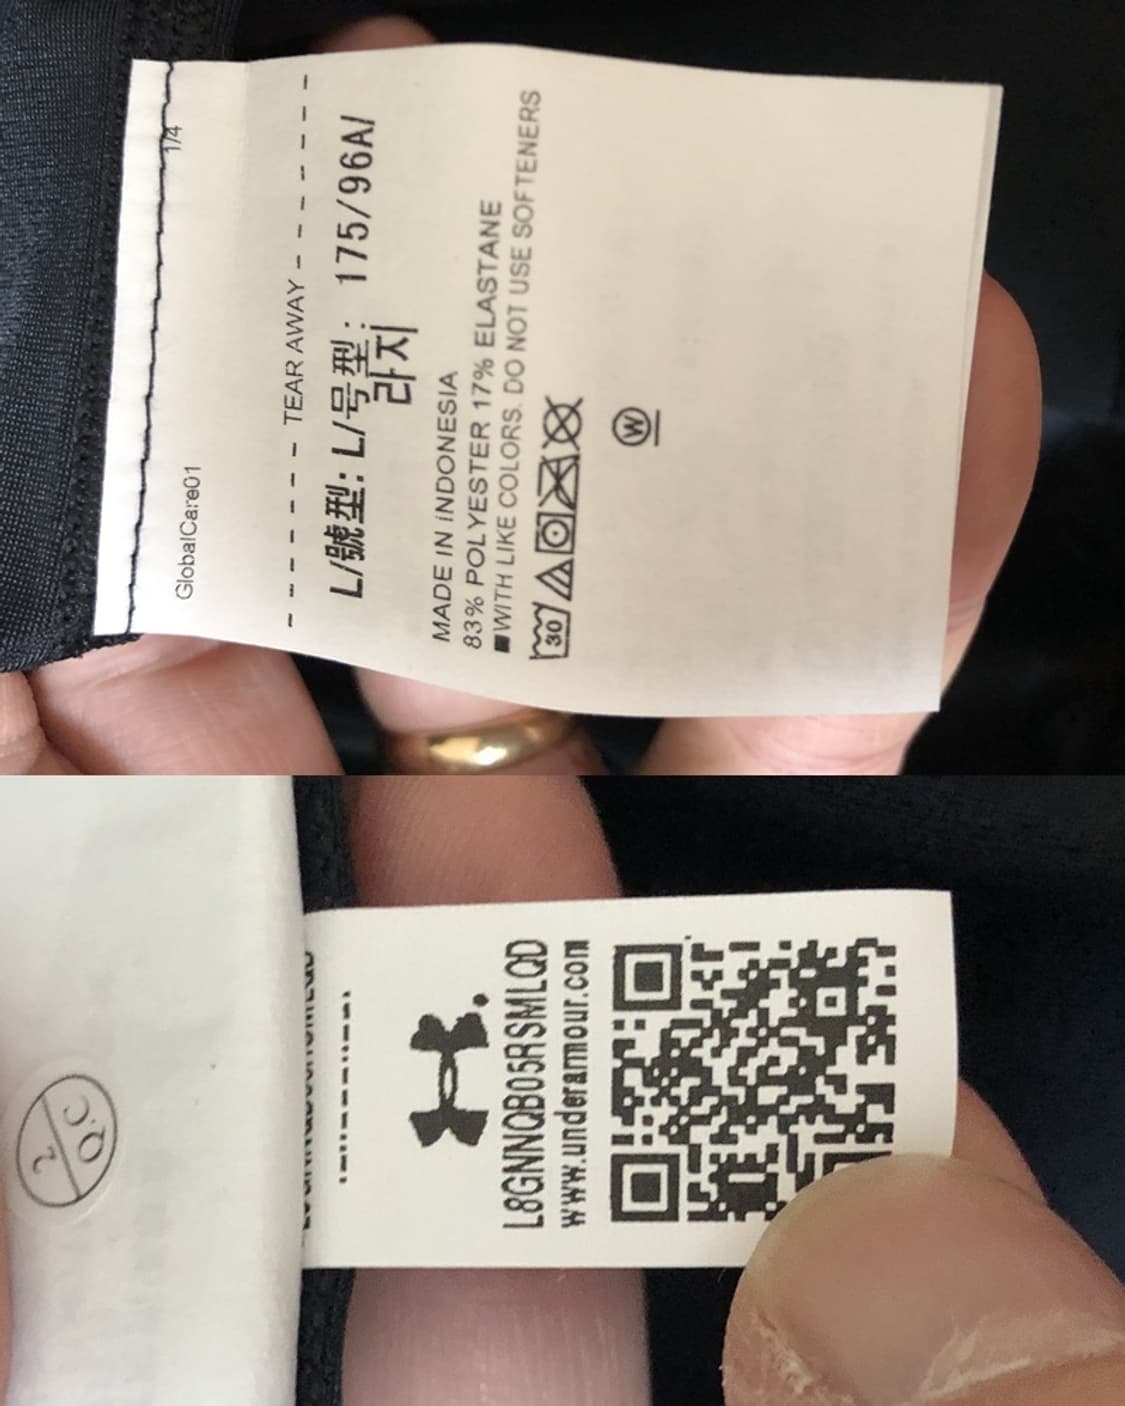 1/4
GlobalCare01
TEAR AWAY
L/號型: L/号型: 175/96A/
라지
MADE IN INDONESIA
83% POLYESTER 17% ELASTANE
WITH LIKE COLORS. DO NOT USE SOFTENERS
30
W
2
Q.C
L8GNNQB05RSMLQD
www.underarmour.com